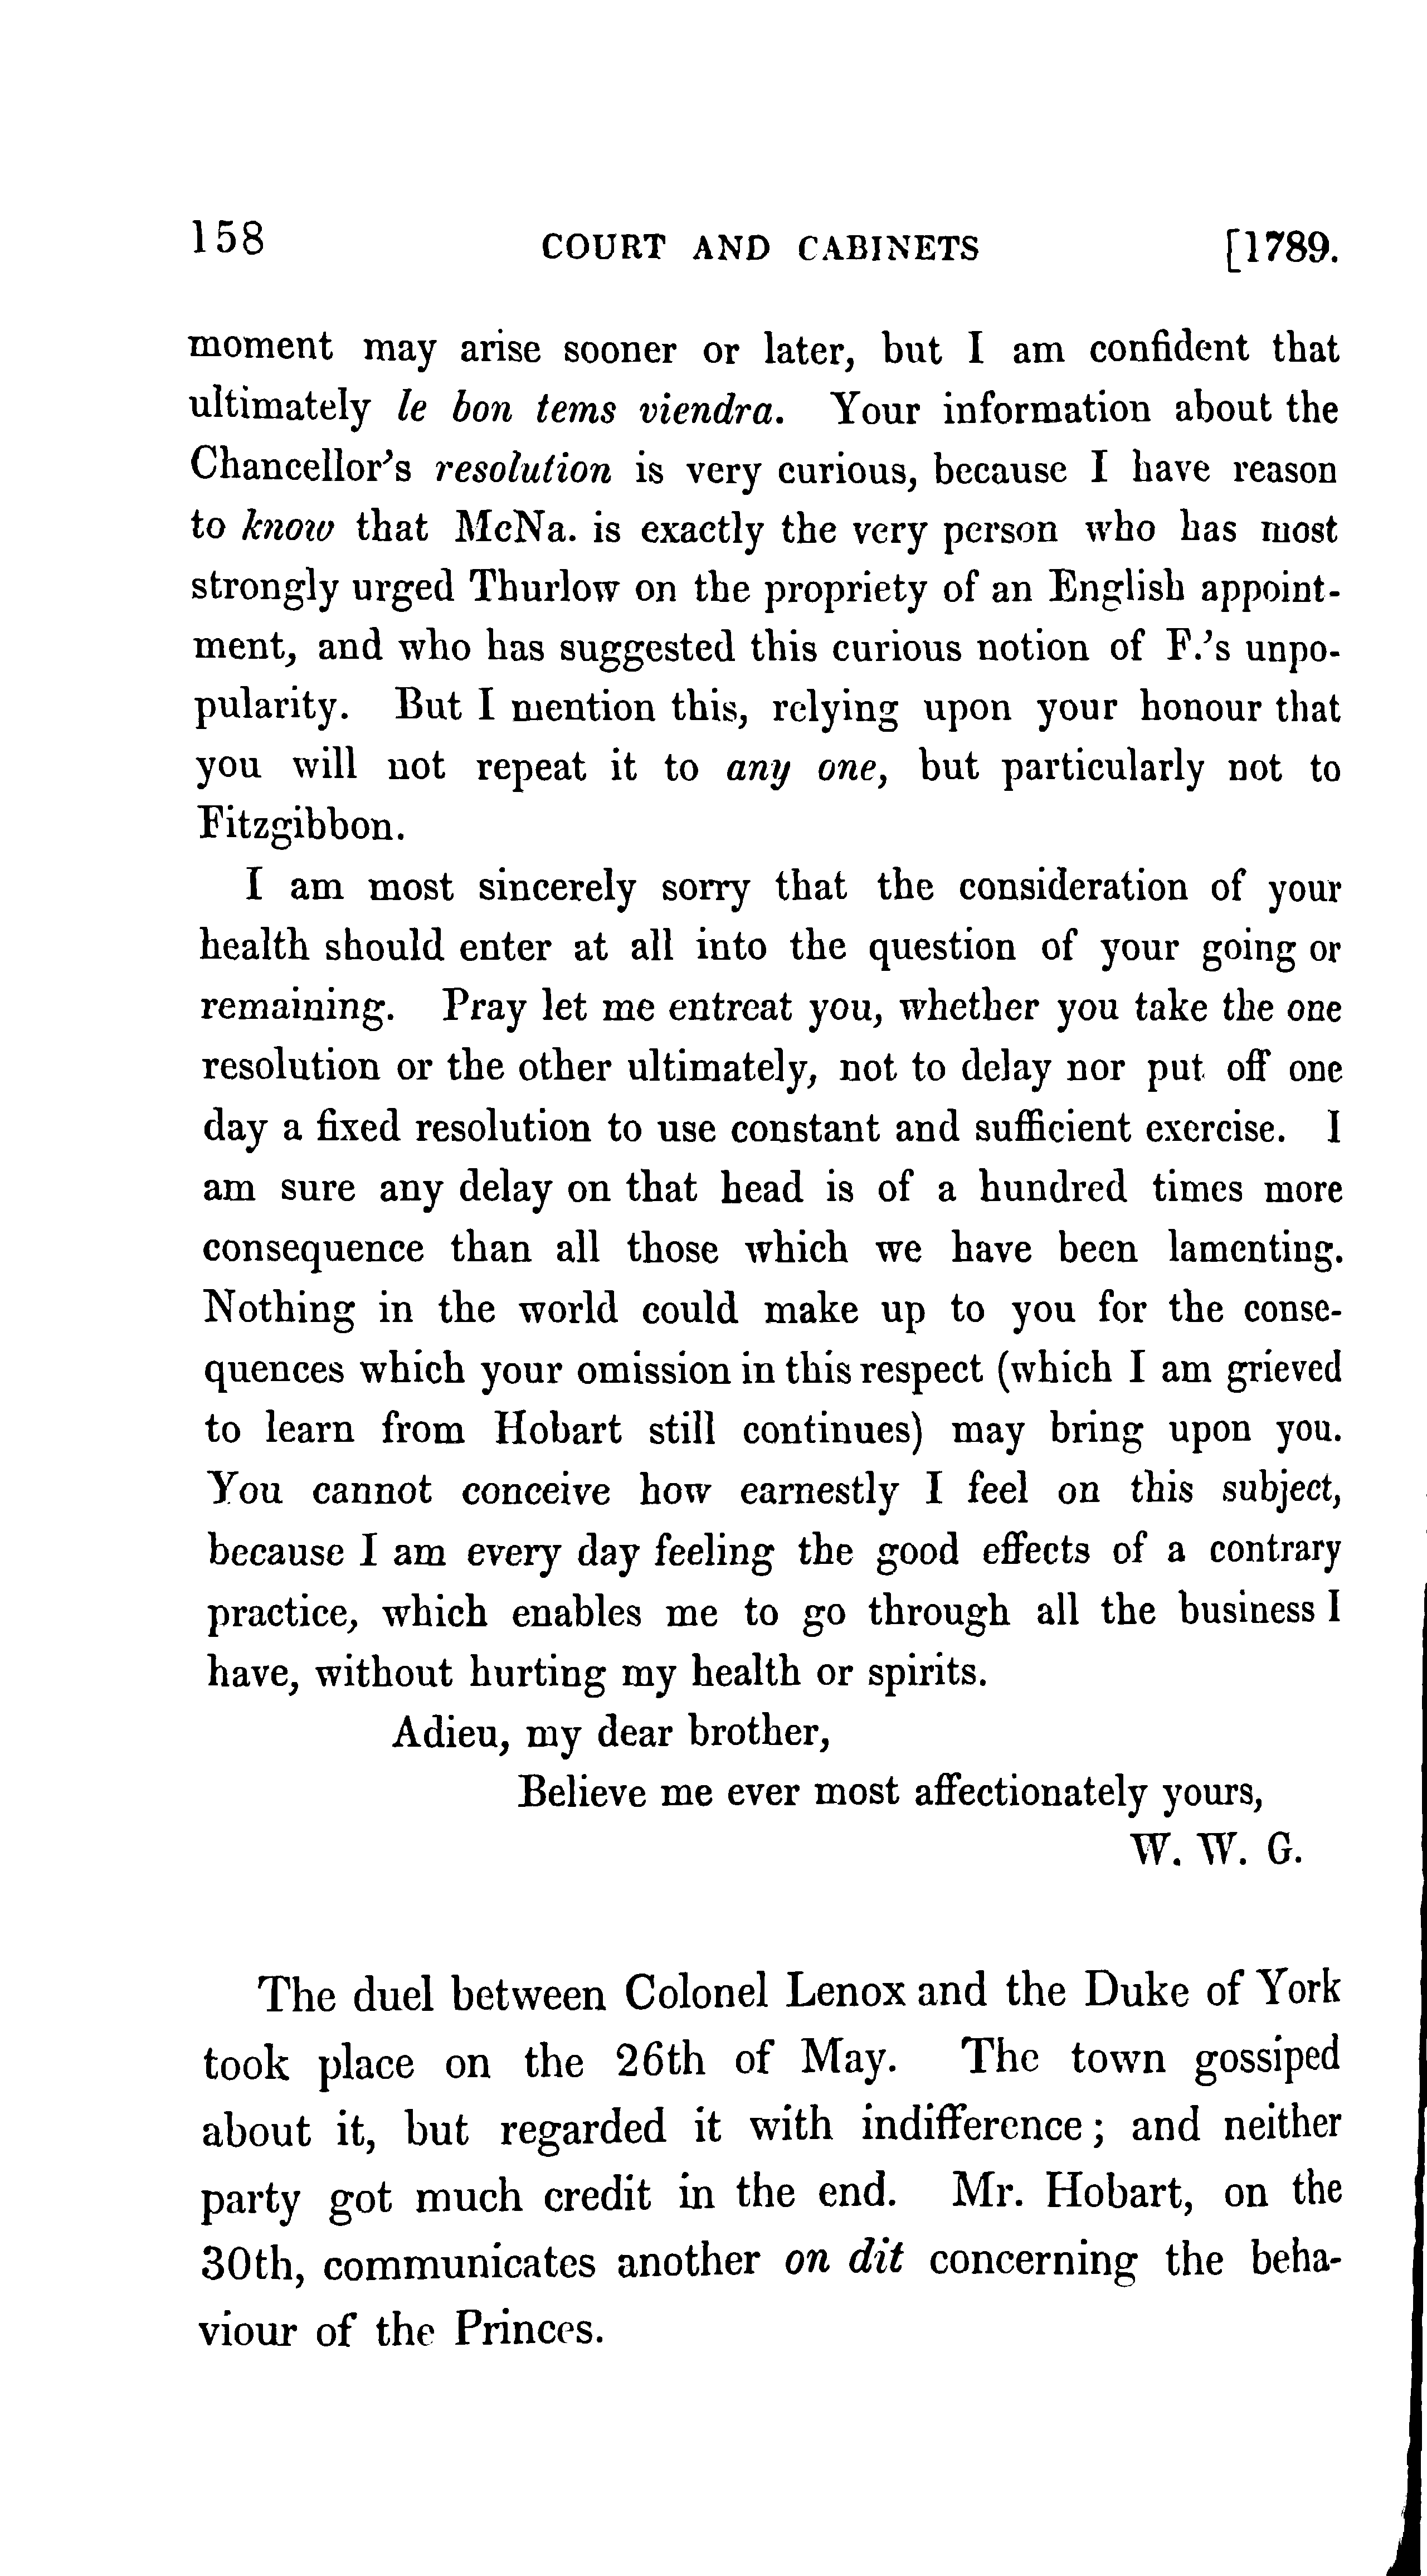 158 COURT AND CABINETS [1789.
moment may arise sooner or later, but I am confident that
ultimately le bon tems viendra. Your information about the
Chancellor's resolution is very curious, because I have reason
to know that McNa. is exactly the very person who has most
strongly urged Thurlow on the propriety of an English appoint-
ment, and who has suggested this curious notion of F.'s unpo-
pularity. But I mention this, relying upon your honour that
you will not repeat it to any one, but particularly not to
Fitzgibbon.
I am most sincerely sorry that the consideration of your
health should enter at all into the question of your going or
remaining. Pray let me entreat you, whether you take the one
resolution or the other ultimately, not to delay nor put off one
day a fixed resolution to use constant and sufficient exercise. I
am sure any delay on that head is of a hundred times more
consequence than all those which we have been lamenting.
Nothing in the world could make up to you for the conse-
quences which your omission in this respect (which I am grieved
to learn from Hobart still continues) may bring upon you.
You cannot conceive how earnestly I feel on this subject,
because I am every day feeling the good effects of a contrary
practice, which enables me to go through all the business I
have, without hurting my health or spirits.
Adieu, my dear brother,
Believe me ever most affectionately yours,
W. W. G.
The duel between Colonel Lenox and the Duke of York
took place on the 26th of May. The town gossiped
about it, but regarded it with indifference; and neither
party got much credit in the end. Mr. Hobart, on the
30th, communicates another on dit concerning the beha-
viour of the Princes.